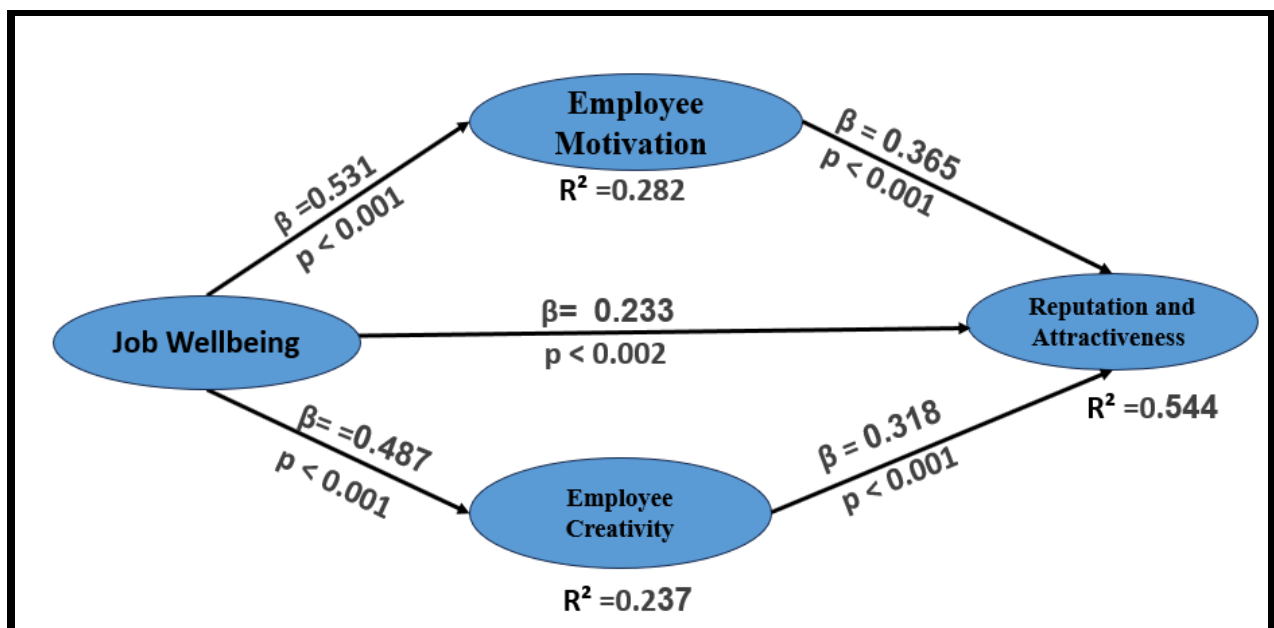 Employee
Motivation
R² =0.282
β =0.531
p < 0.001
β = 0.365
p < 0.001
Job Wellbeing
β=  0.233
p < 0.002
Reputation and
Attractiveness
R² =0.544
β= =0.487
p < 0.001
β = 0.318
p < 0.001
Employee
Creativity
R² =0.237